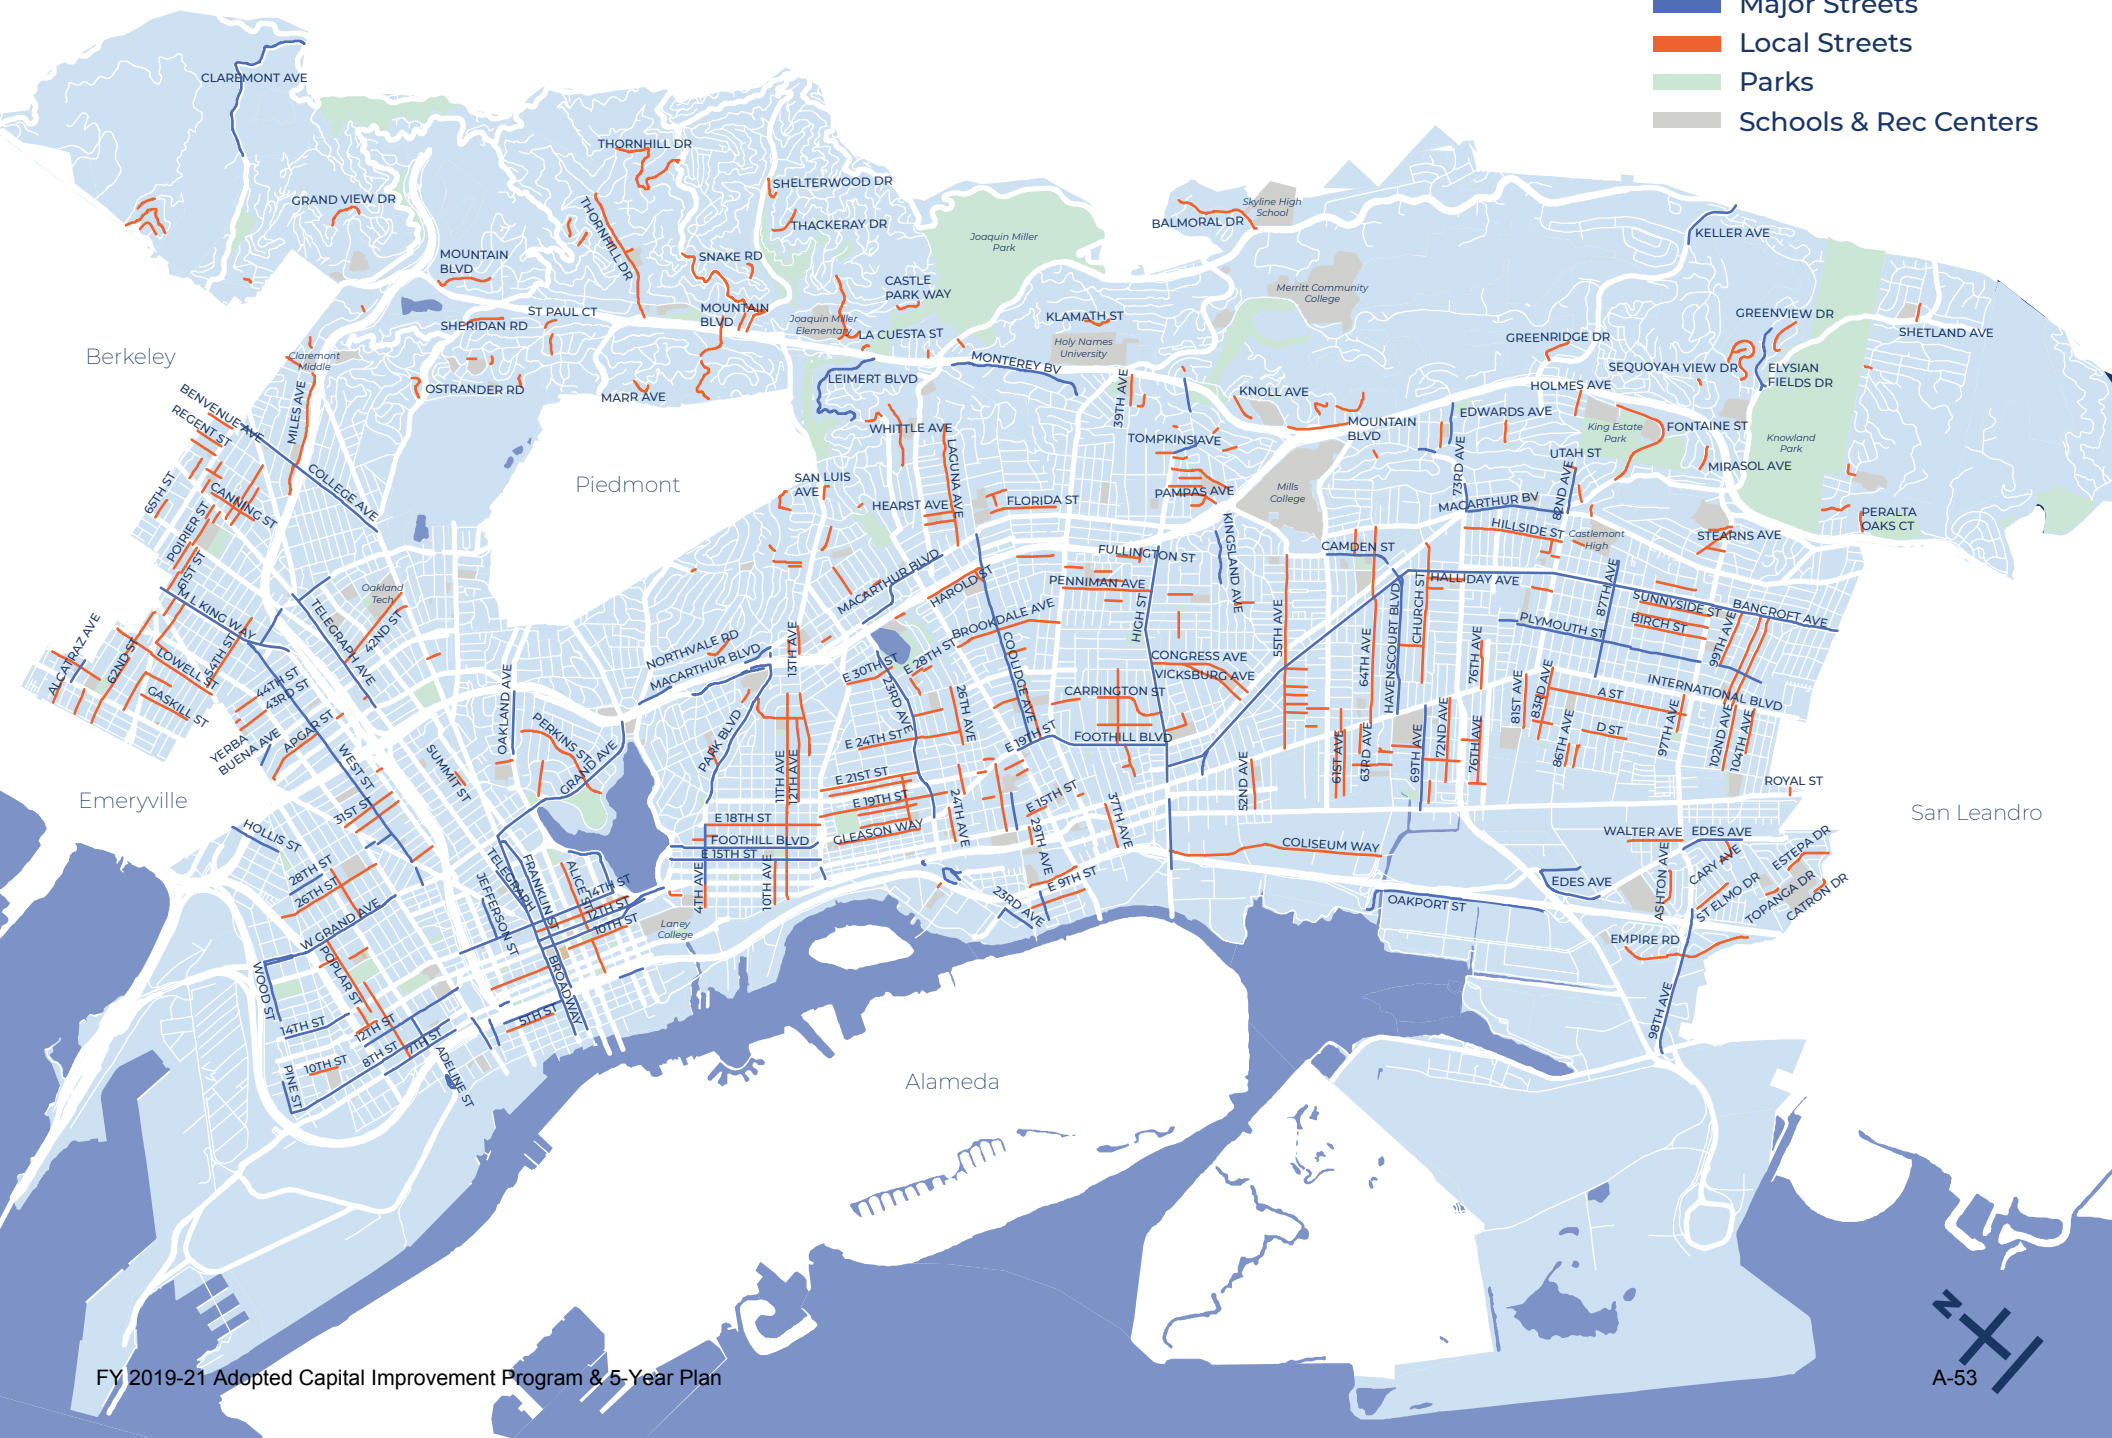 Major Streets
Local Streets
Parks
Schools & Rec Centers
CLAREMONT AVE
THORNHILL DR
SHELTERWOOD DR
GRAND VIEW DR
THACKERAY DR
BALMORAL DR
Skyline High
School
KELLER AVE
THORNHILL DR
Joaquin Miller
Park
MOUNTAIN
BLVD
SNAKE RD
CASTLE
PARK WAY
Merritt Community
College
ST PAUL CT
SHERIDAN RD
MOUNTAIN
BLVD
Joaquin Miller
Elementary
LA CUESTA ST
KLAMATH ST
Holy Names
University
GREENVIEW DR
SHETLAND AVE
GREENRIDGE DR
Berkeley
Claremont
Middle
MONTEREY BV
SEQUOYAH VIEW DR
ELYSIAN
FIELDS DR
LEIMERT BLVD
HOLMES AVE
OSTRANDER RD
MARR AVE
39TH AVE
KNOLL AVE
EDWARDS AVE
BENVENUE AVE
REGENT ST
MILES AVE
WHITTLE AVE
TOMPKINS AVE
MOUNTAIN
BLVD
King Estate
Park
FONTAINE ST
Knowland
Park
LAGUNA AVE
UTAH ST
MIRASOL AVE
COLLEGE AVE
Piedmont
SAN LUIS
AVE
73RD AVE
82ND AVE
65TH ST
CANNING ST
HEARST AVE
FLORIDA ST
PAMPAS AVE
Mills
College
MACARTHUR BV
PERALTA
OAKS CT
POIRIER ST
HILLSIDE ST
Castlemont
High
STEARNS AVE
KINGSLAND AVE
FULLINGTON ST
CAMDEN ST
61ST ST
MACARTHUR BLVD
HAROLD ST
PENNIMAN AVE
HALLIDAY AVE
87TH AVE
M L KING WAY
Oakland
Tech
42ND ST
TELEGRAPH AVE
BROOKDALE AVE
HIGH ST
55TH AVE
HAVENSCOURT BLVD
CHURCH ST
SUNNYSIDE ST
BANCROFT AVE
BIRCH ST
PLYMOUTH ST
ALCATRAZ AVE
62ND ST
LOWELL ST
54TH ST
NORTHVALE RD
MACARTHUR BLVD
13TH AVE
E 30TH ST
E 28TH ST
COOLIDGE AVE
CONGRESS AVE
VICKSBURG AVE
64TH AVE
76TH AVE
99TH AVE
GASKILL ST
44TH ST
43RD ST
23RD AVE
26TH AVE
CARRINGTON ST
81ST AVE
83RD AVE
A ST
INTERNATIONAL BLVD
APGAR ST
YERBA
BUENA AVE
OAKLAND AVE
PERKINS ST
GRAND AVE
PARK BLVD
E 24TH ST
E 19TH ST
FOOTHILL BLVD
72ND AVE
D ST
97TH AVE
WEST ST
SUMMIT ST
11TH AVE
12TH AVE
61ST AVE
63RD AVE
69TH AVE
76TH AVE
86TH AVE
102ND AVE
104TH AVE
Emeryville
E 21ST ST
52ND AVE
ROYAL ST
31ST ST
E 19TH ST
24TH AVE
E 15TH ST
37TH AVE
San Leandro
HOLLIS ST
E 18TH ST
FOOTHILL BLVD
GLEASON WAY
29TH AVE
WALTER AVE
EDES AVE
E 15TH ST
COLISEUM WAY
ESTEPA DR
28TH ST
TELEGRAPH
FRANKLIN ST
ALICE ST
14TH ST
4TH AVE
10TH AVE
E 9TH ST
CARY AVE
26TH ST
JEFFERSON ST
12TH ST
EDES AVE
ASHTON AVE
ST ELMO DR
TOPANGA DR
CATRON DR
23RD AVE
OAKPORT ST
10TH ST
Laney
College
W GRAND AVE
EMPIRE RD
POPLAR ST
WOOD ST
BROADWAY
98TH AVE
14TH ST
12TH ST
5TH ST
10TH ST
8TH ST
7TH ST
ADELINE ST
PINE ST
Alameda
N
FY 2019-21 Adopted Capital Improvement Program & 5-Year Plan
A-53